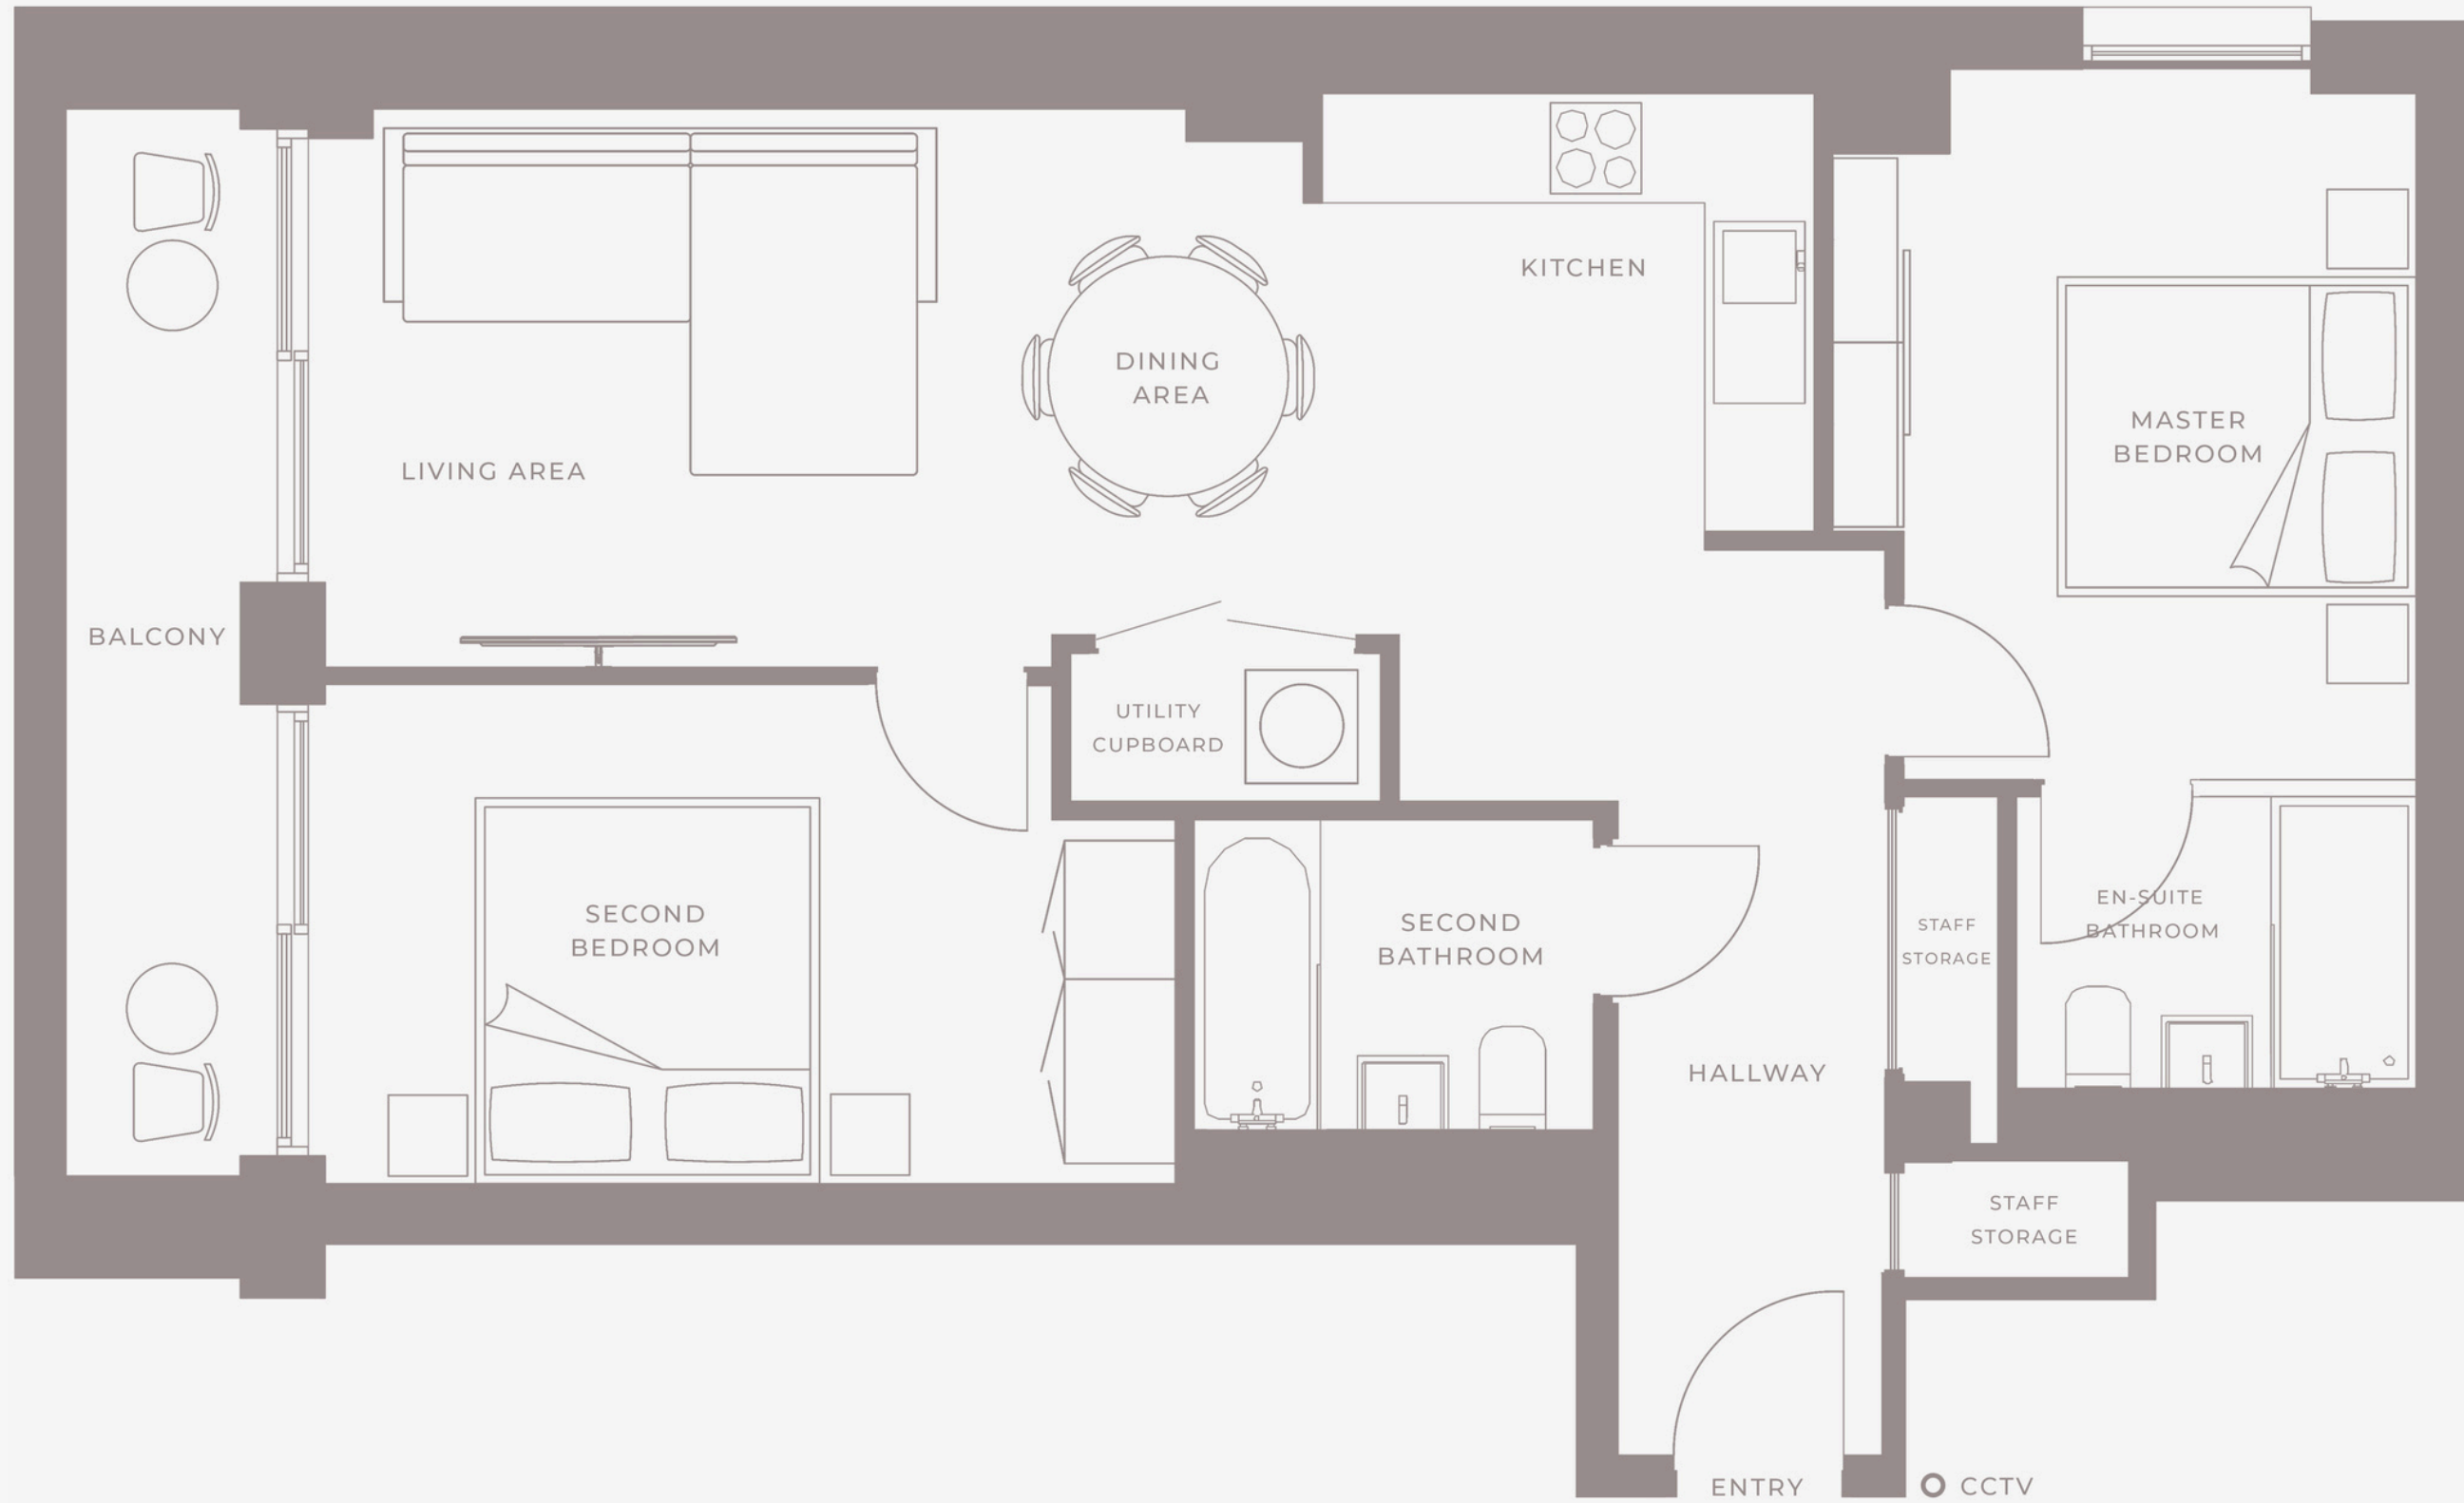 KITCHEN
DINING
AREA
MASTER
BEDROOM
LIVING AREA
BALCONY
UTILITY
CUPBOARD
SECOND
BEDROOM
SECOND
BATHROOM
STAFF
STORAGE
EN-SUITE
BATHROOM
HALLWAY
STAFF
STORAGE
ENTRY
CCTV